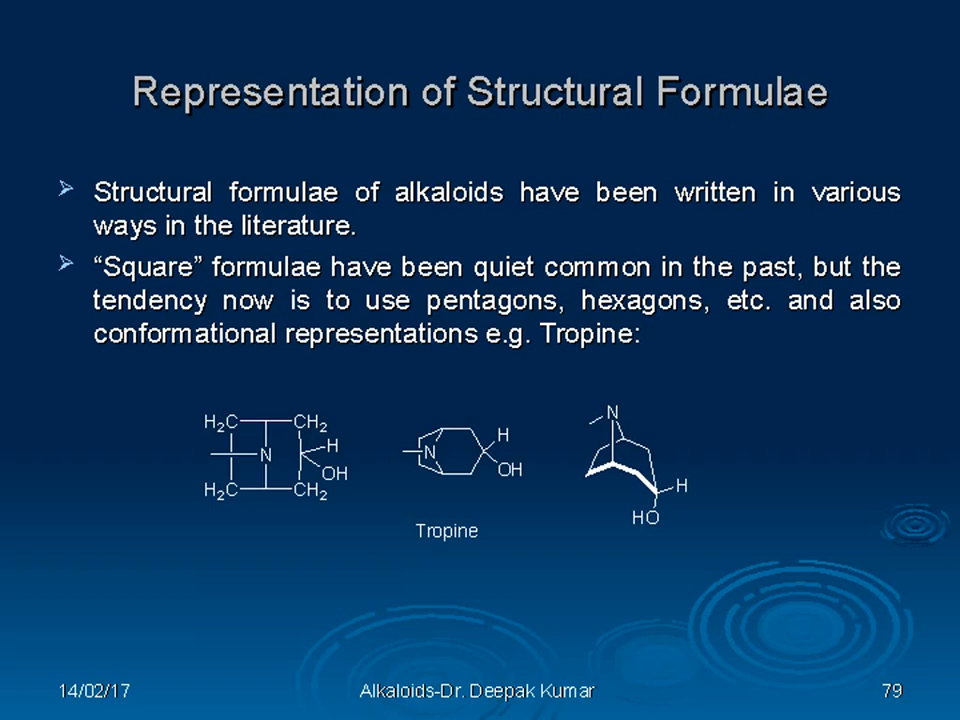 Representation of Structural Formulae
Structural formulae of alkaloids have been written in various
ways in the literature.
“Square” formulae have been quiet common in the past, but the
tendency now is to use pentagons, hexagons, etc. and also
conformational representations e.g. Tropine:
H₂C CH₂
H
N
OH
H₂C CH₂
H
N
OH
N
H
HO
Tropine
14/02/17 Alkaloids-Dr. Deepak Kumar 79